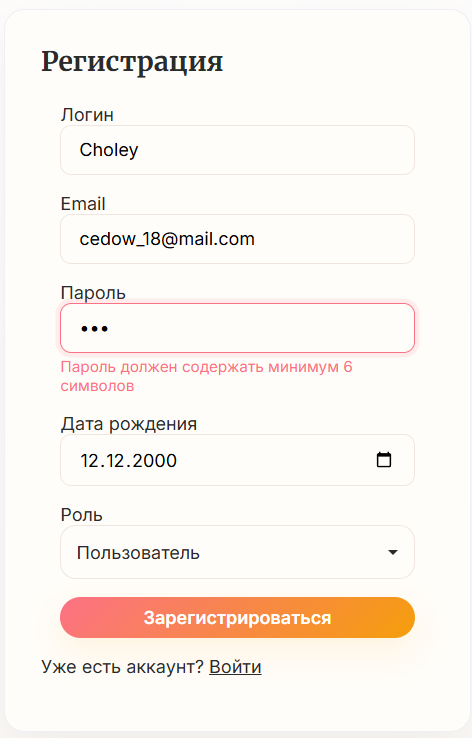 Регистрация
Логин
Choley
Email
cedow_18@mail.com
Пароль
•••
Пароль должен содержать минимум 6
символов
Дата рождения
12.12.2000
Роль
Пользователь
Зарегистрироваться
Уже есть аккаунт? Войти